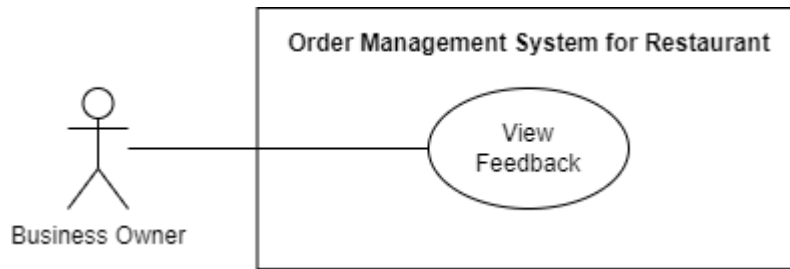 Order Management System for Restaurant
View
Feedback
Business Owner